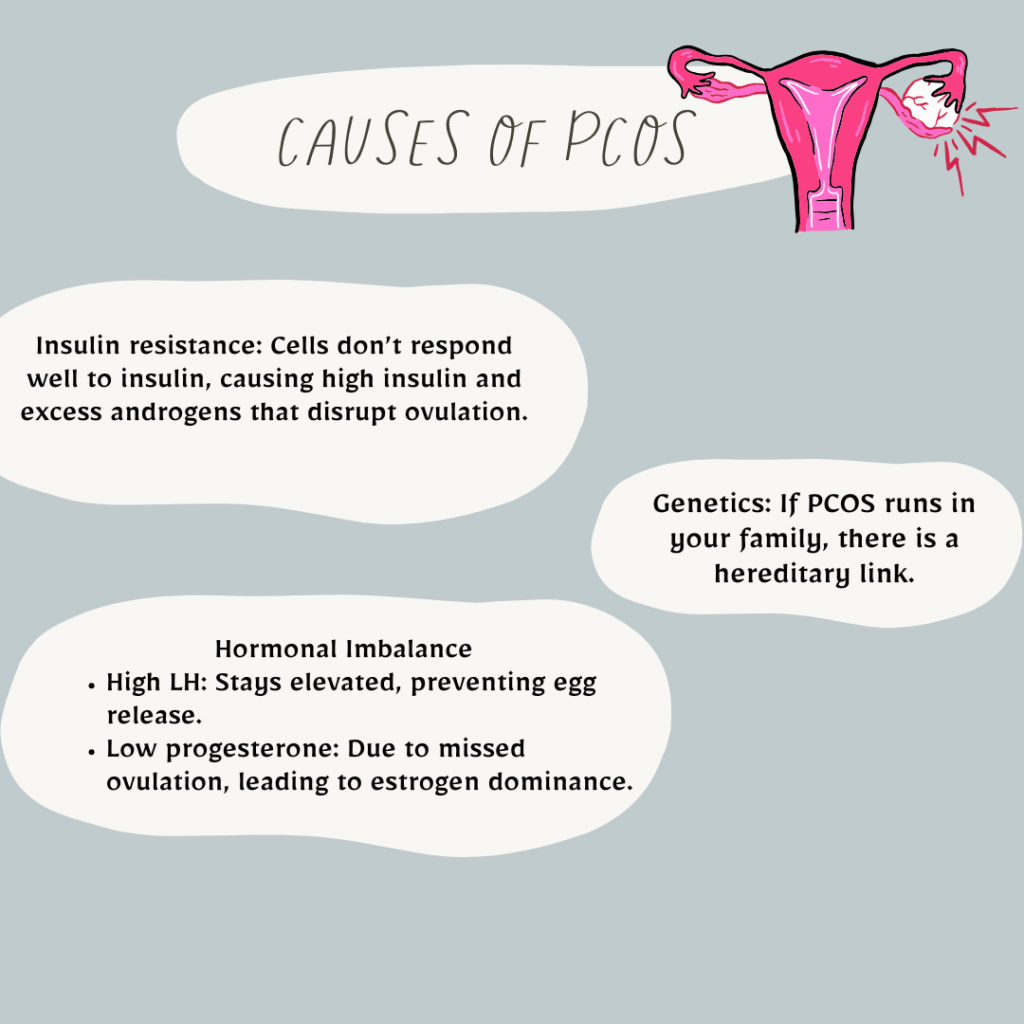 CAUSES OF PCOS
Insulin resistance: Cells don’t respond
well to insulin, causing high insulin and
excess androgens that disrupt ovulation.
Genetics: If PCOS runs in
your family, there is a
hereditary link.
Hormonal Imbalance
• High LH: Stays elevated, preventing egg
release.
• Low progesterone: Due to missed
ovulation, leading to estrogen dominance.